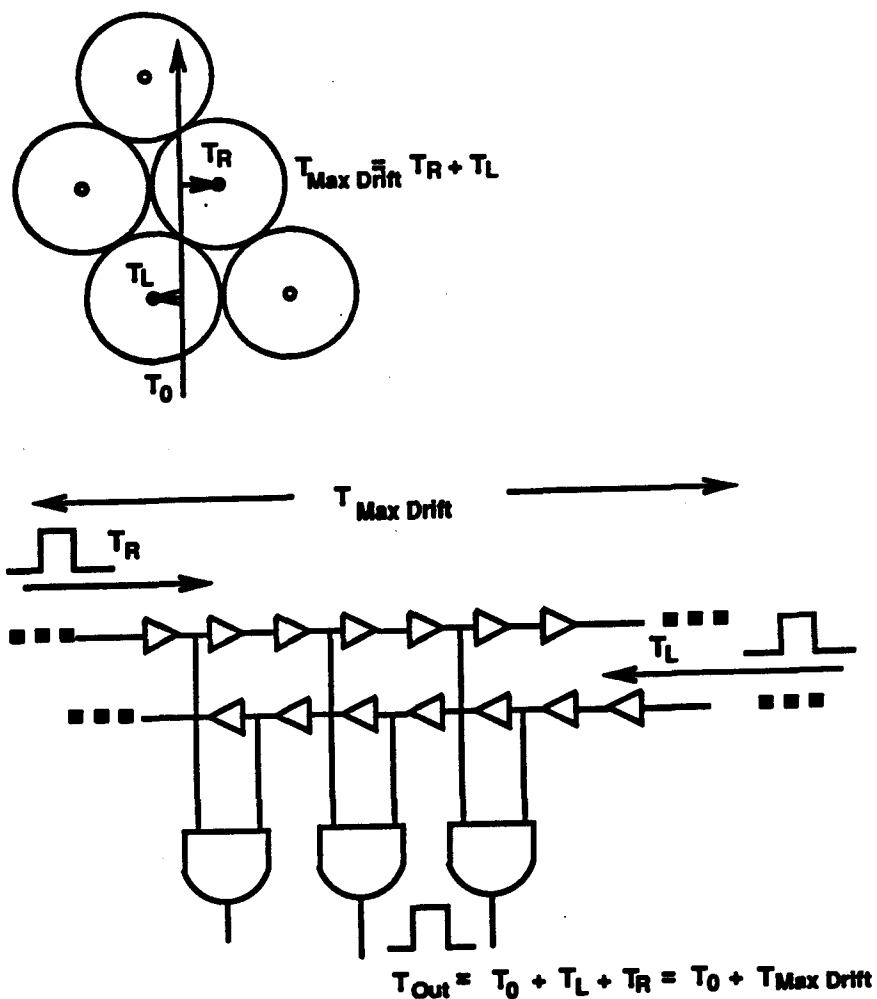 T_R
T_Max Drift = T_R + T_L
T_L
T_0
T_Max Drift
T_R
T_L
T_Out = T_0 + T_L + T_R = T_0 + T_Max Drift